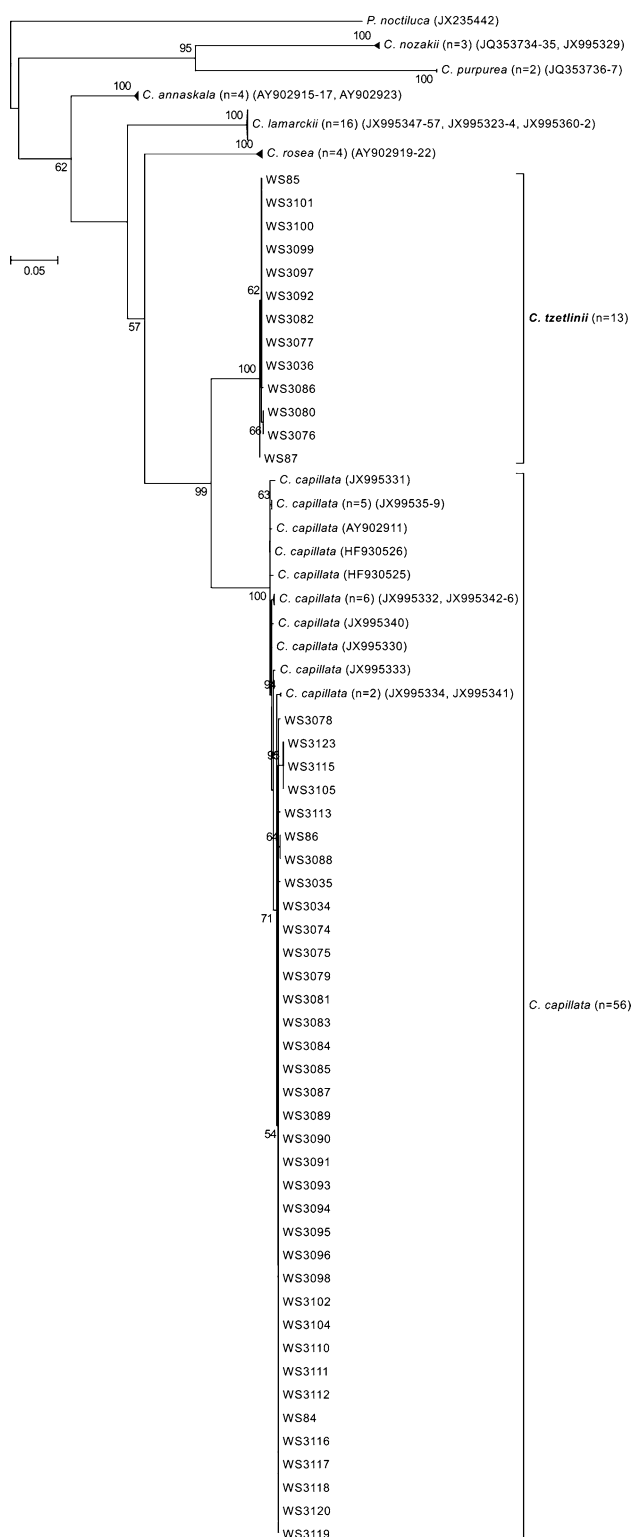 P. noctiluca (JX235442)
100
C. nozakii (n=3) (JQ353734-35, JX995329)
95
C. purpurea (n=2) (JQ353736-7)
100
100
C. annaskala (n=4) (AY902915-17, AY902923)
100
C. lamarckii (n=16) (JX995347-57, JX995323-4, JX995360-2)
100
C. rosea (n=4) (AY902919-22)
62
WS85
WS3101
WS3100
WS3099
0.05
WS3097
62
WS3092
WS3082
C. tzetlinii (n=13)
57
WS3077
WS3036
100
WS3086
WS3080
66
WS3076
WS87
C. capillata (JX995331)
99
63
C. capillata (n=5) (JX99535-9)
C. capillata (AY902911)
C. capillata (HF930526)
C. capillata (HF930525)
100
C. capillata (n=6) (JX995332, JX995342-6)
C. capillata (JX995340)
C. capillata (JX995330)
C. capillata (JX995333)
C. capillata (n=2) (JX995334, JX995341)
WS3078
WS3123
95
WS3115
WS3105
WS3113
64
WS86
WS3088
WS3035
WS3034
71
WS3074
WS3075
WS3079
WS3081
C. capillata (n=56)
WS3083
WS3084
WS3085
WS3087
WS3089
54
WS3090
WS3091
WS3093
WS3094
WS3095
WS3096
WS3098
WS3102
WS3104
WS3110
WS3111
WS3112
WS84
WS3116
WS3117
WS3118
WS3120
WS3119